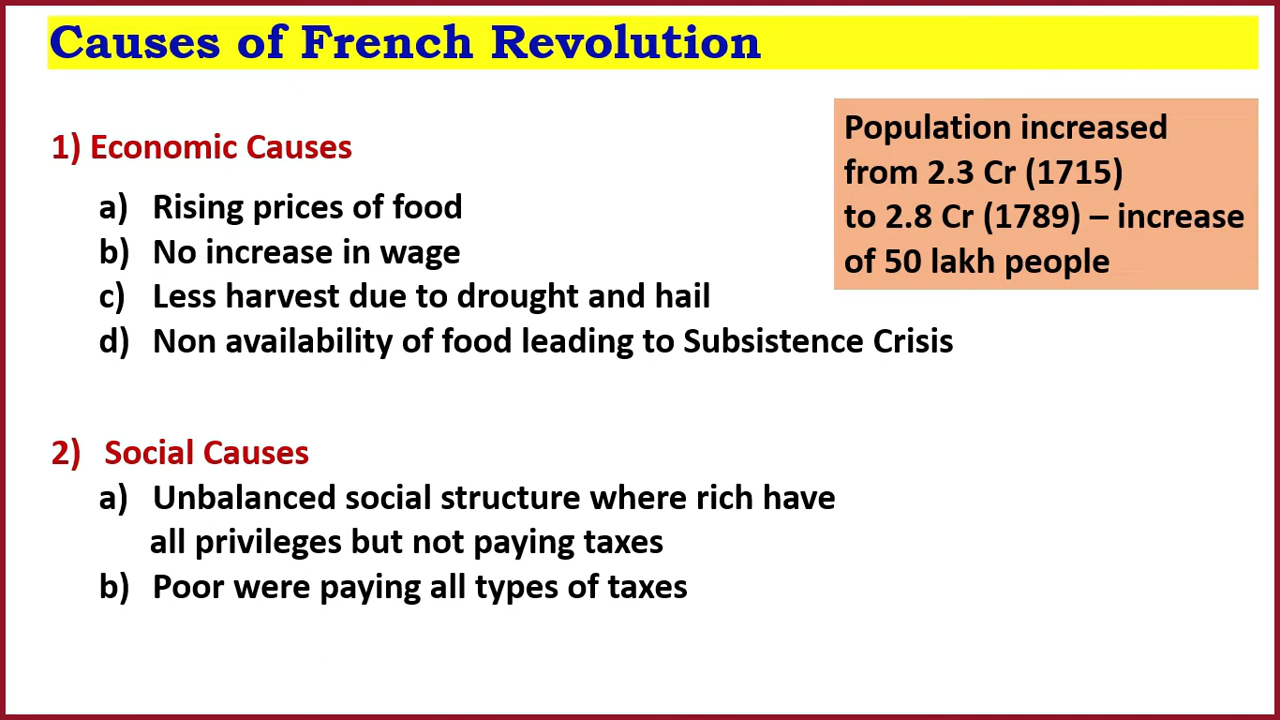 Causes of French Revolution
1) Economic Causes
a) Rising prices of food
b) No increase in wage
c) Less harvest due to drought and hail
d) Non availability of food leading to Subsistence Crisis
Population increased
from 2.3 Cr (1715)
to 2.8 Cr (1789) – increase
of 50 lakh people
2) Social Causes
a) Unbalanced social structure where rich have
all privileges but not paying taxes
b) Poor were paying all types of taxes